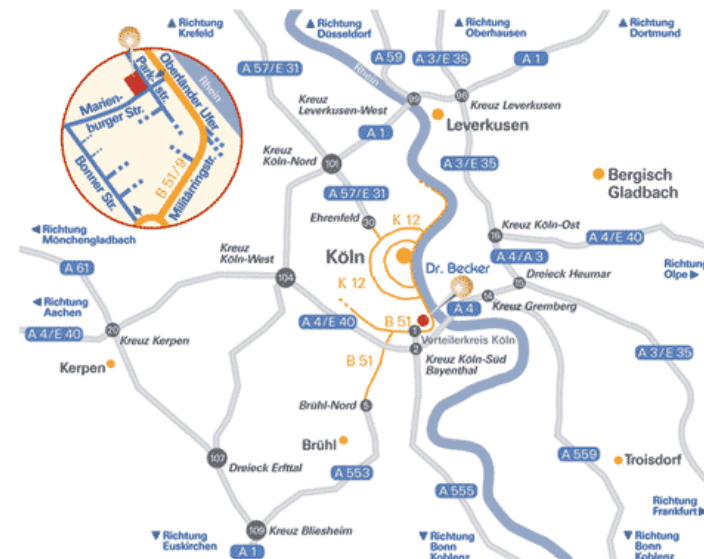 Richtung
Krefeld
Richtung
Düsseldorf
Richtung
Oberhausen
Richtung
Dortmund
A 59
A 3/E 35
A 1
A 57/E 31
Rhein
Kreuz
Leverkusen-West
99
98
Kreuz Leverkusen
Leverkusen
A 1
Kreuz
Köln-Nord
101
A 3/E 35
A 57/E 31
Bergisch
Gladbach
Ehrenfeld
30
K 12
Kreuz Köln-Ost
16
A 4/E 40
Oberländer Ufer
Rhein
Park-str.
Marien-
burger Str.
Bonner Str.
B 51/9
Militärringstr.
Richtung
Mönchengladbach
A 61
Kreuz
Köln-West
104
Köln
K 12
Dr. Becker
A 4/A 3
Dreieck Heumar
Richtung
Olpe
Richtung
Aachen
A 4/E 40
20
Kreuz Kerpen
Kerpen
A 4/E 40
B 51
1
2
A 4
14
Kreuz Gremberg
Verteilerkreis Köln
Kreuz Köln-Süd
Bayenthal
B 51
A 3/E 35
Brühl-Nord
Brühl
107
Dreieck Erfttal
A 553
A 555
A 559
Troisdorf
Richtung
Frankfurt
109
Kreuz Bliesheim
Richtung
Euskirchen
A 1
Richtung
Bonn
Koblenz
Richtung
Bonn
Koblenz